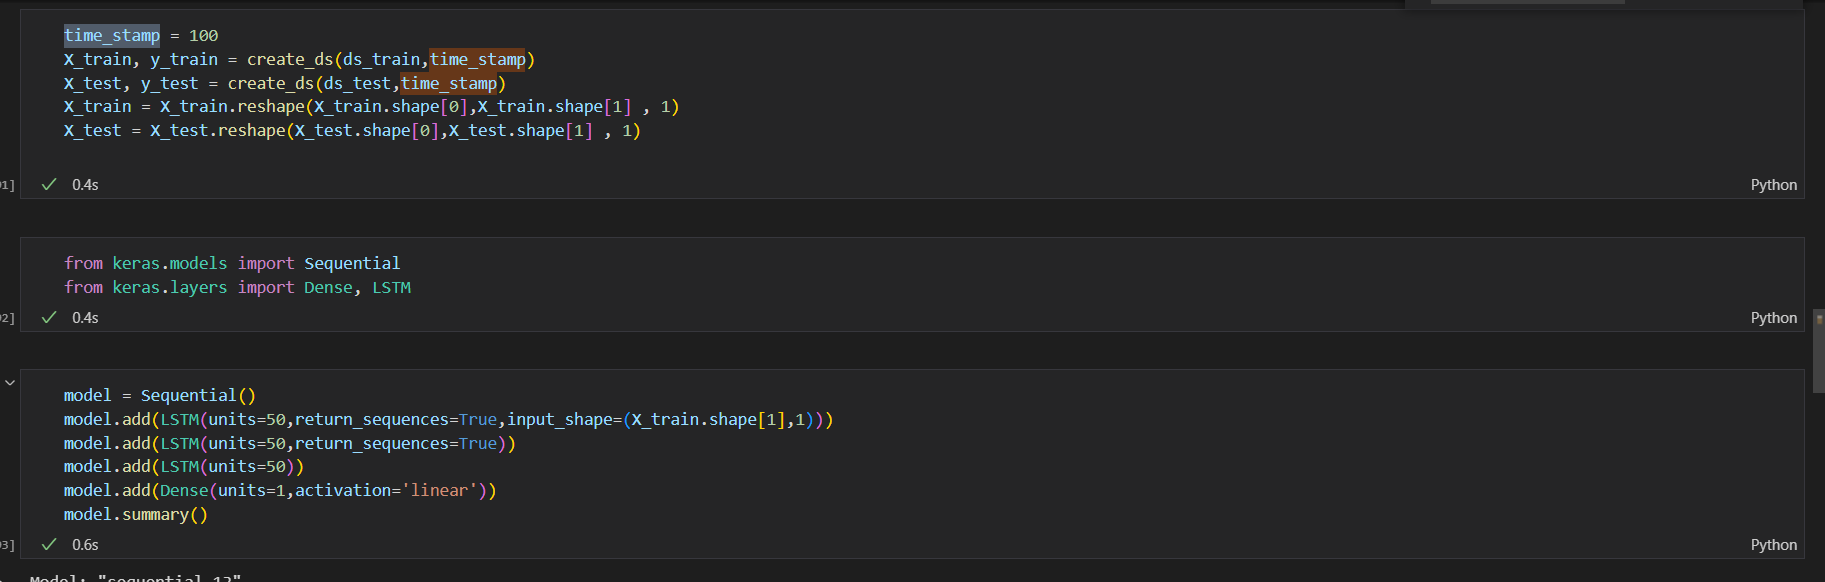 time_stamp = 100
X_train, y_train = create_ds(ds_train,time_stamp)
X_test, y_test = create_ds(ds_test,time_stamp)
X_train = X_train.reshape(X_train.shape[0],X_train.shape[1] , 1)
X_test = X_test.reshape(X_test.shape[0],X_test.shape[1] , 1)
1] ✓ 0.4s Python
from keras.models import Sequential
from keras.layers import Dense, LSTM
2] ✓ 0.4s Python
model = Sequential()
model.add(LSTM(units=50,return_sequences=True,input_shape=(X_train.shape[1],1)))
model.add(LSTM(units=50,return_sequences=True))
model.add(LSTM(units=50))
model.add(Dense(units=1,activation='linear'))
model.summary()
3] ✓ 0.6s Python
Model: "sequential_13"